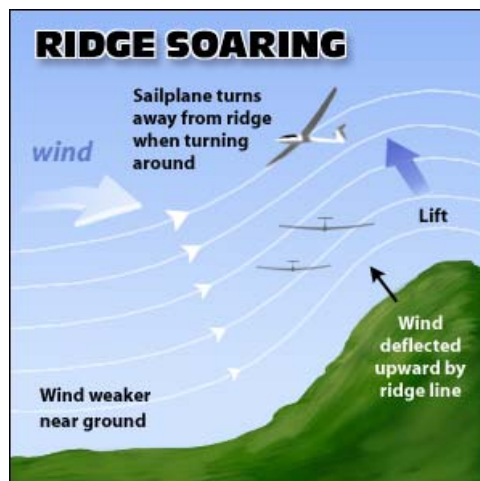 RIDGE SOARING
Sailplane turns
away from ridge
when turning
around
wind
Lift
Wind
deflected
upward by
ridge line
Wind weaker
near ground